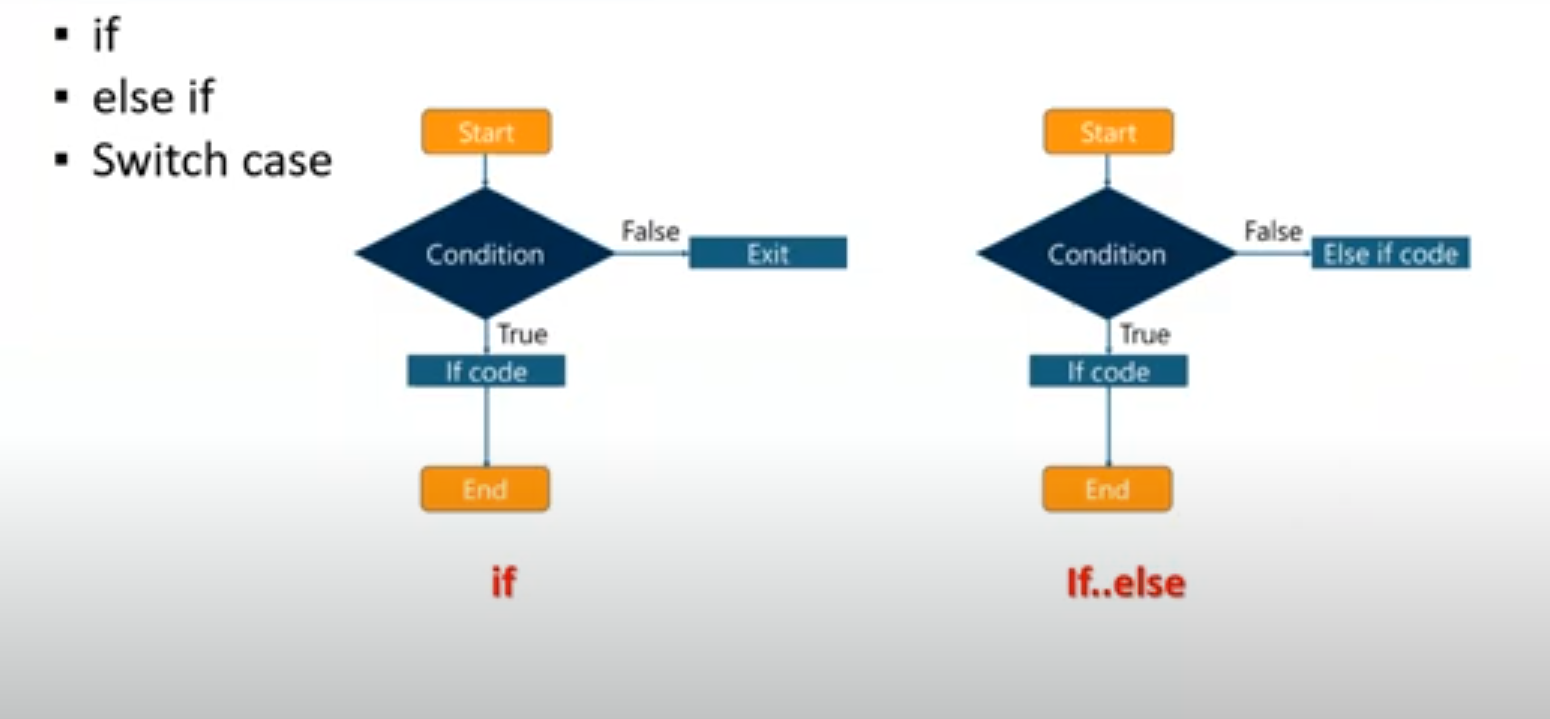 if
else if
Switch case
Start
Condition
False
Exit
True
If code
End
if
Start
Condition
False
Else if code
True
If code
End
If..else